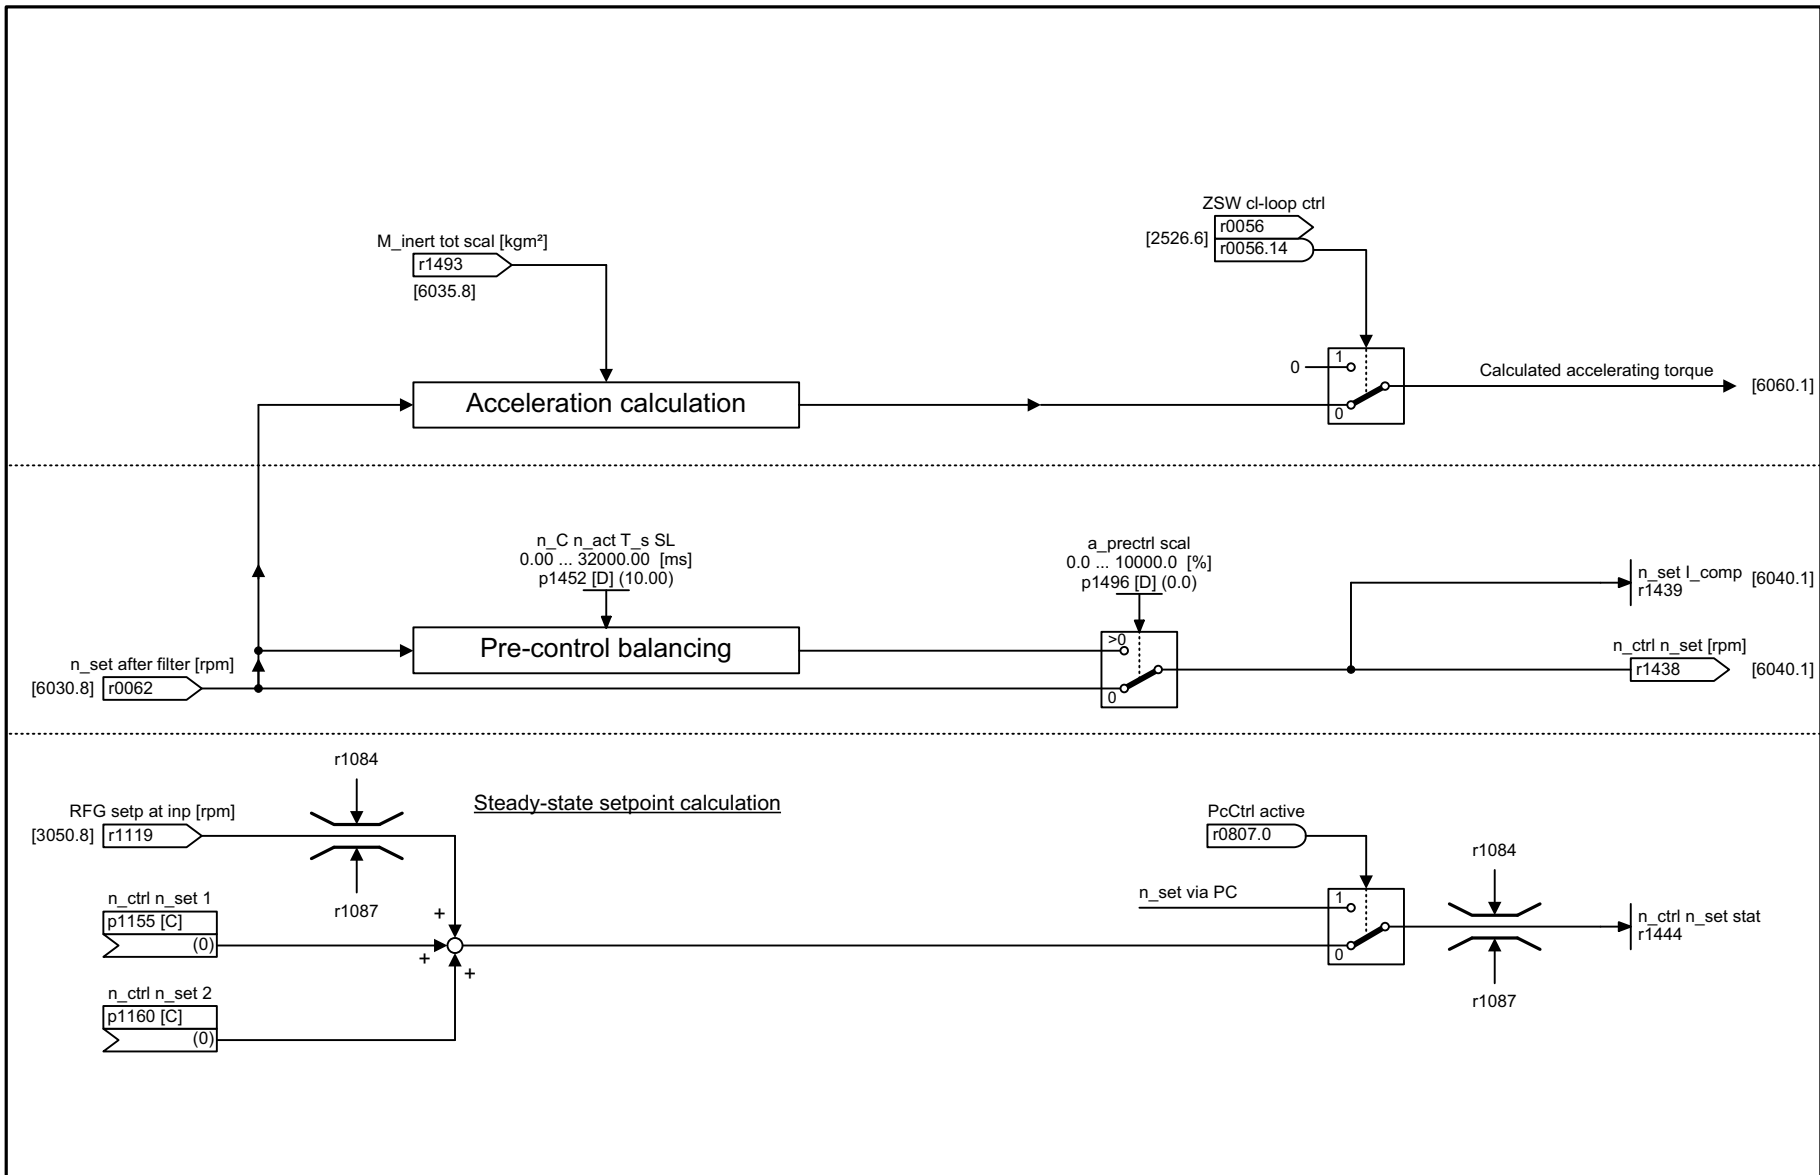 ZSW cl-loop ctrl
r0056
[2526.6]
r0056.14
M_inert tot scal [kgm²]
r1493
[6035.8]
1
0
0
Calculated accelerating torque
[6060.1]
Acceleration calculation
n_C n_act T_s SL
0.00 ... 32000.00 [ms]
p1452 [D] (10.00)
a_prectrl scal
0.0 ... 10000.0 [%]
p1496 [D] (0.0)
n_set I_comp
r1439
[6040.1]
Pre-control balancing
>0
0
n_set after filter [rpm]
[6030.8]
r0062
n_ctrl n_set [rpm]
r1438
[6040.1]
r1084
Steady-state setpoint calculation
RFG setp at inp [rpm]
[3050.8]
r1119
r1087
n_ctrl n_set 1
p1155 [C]
(0)
+
+
+
n_ctrl n_set 2
p1160 [C]
(0)
PcCtrl active
r0807.0
n_set via PC
1
0
r1084
r1087
n_ctrl n_set stat
r1444